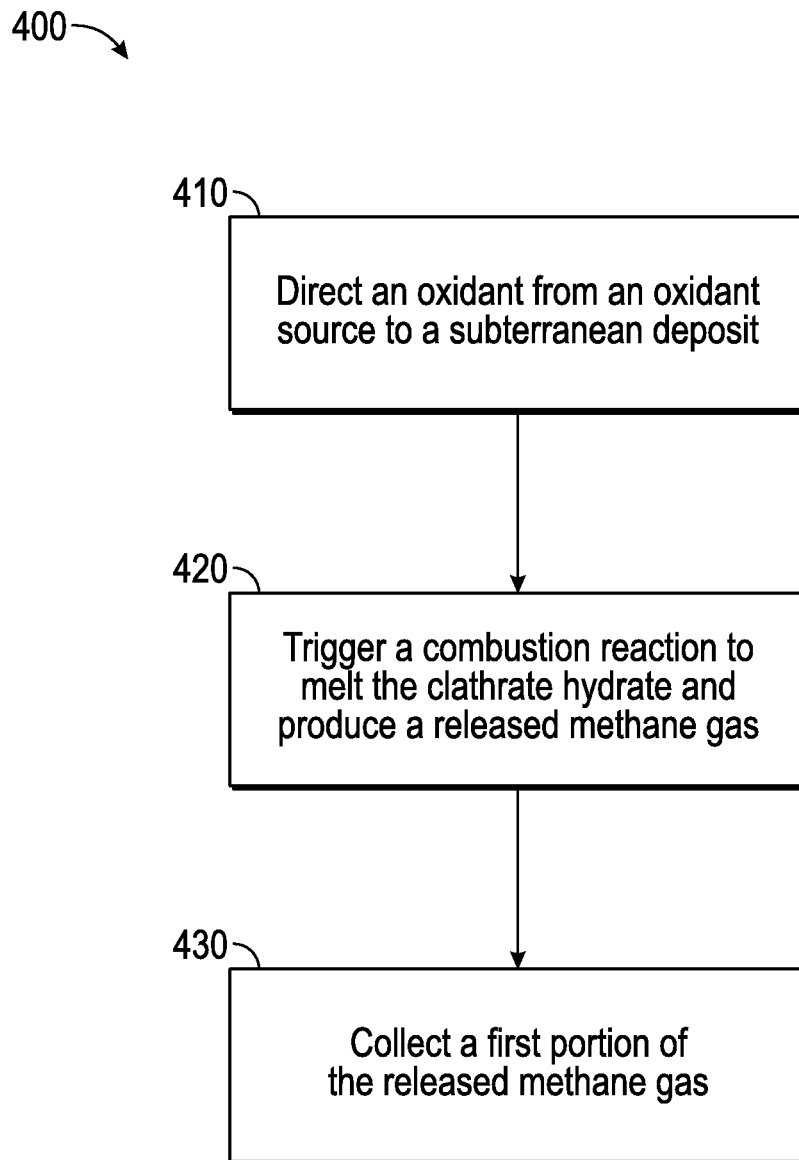 400
410
Direct an oxidant from an oxidant
source to a subterranean deposit
420
Trigger a combustion reaction to
melt the clathrate hydrate and
produce a released methane gas
430
Collect a first portion of
the released methane gas